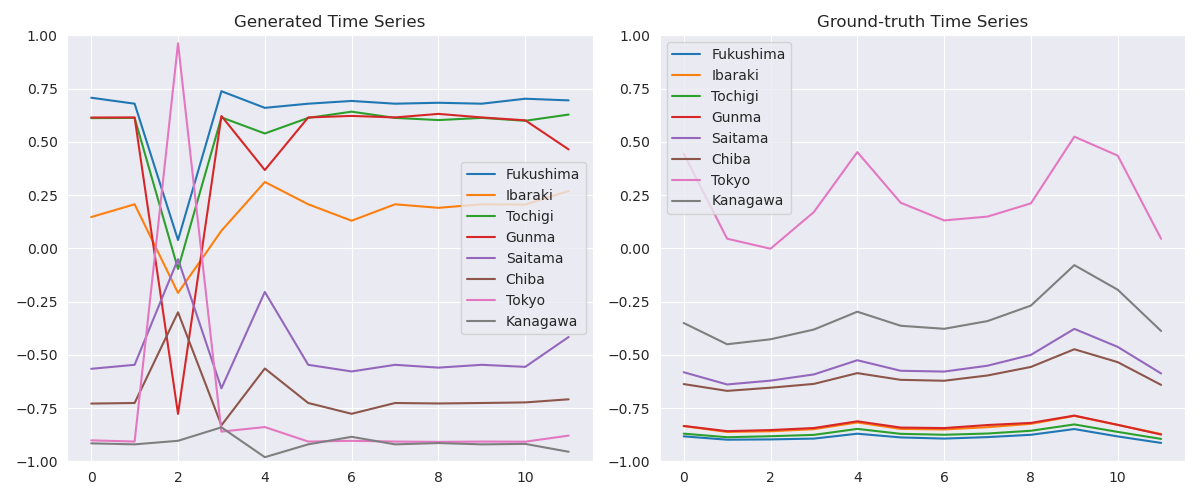 Generated Time Series
1.00
0.75
0.50
0.25
0.00
−0.25
−0.50
−0.75
−1.00
0 2 4 6 8 10
Fukushima
Ibaraki
Tochigi
Gunma
Saitama
Chiba
Tokyo
Kanagawa
Ground-truth Time Series
1.00
0.75
0.50
0.25
0.00
−0.25
−0.50
−0.75
−1.00
0 2 4 6 8 10
Fukushima
Ibaraki
Tochigi
Gunma
Saitama
Chiba
Tokyo
Kanagawa